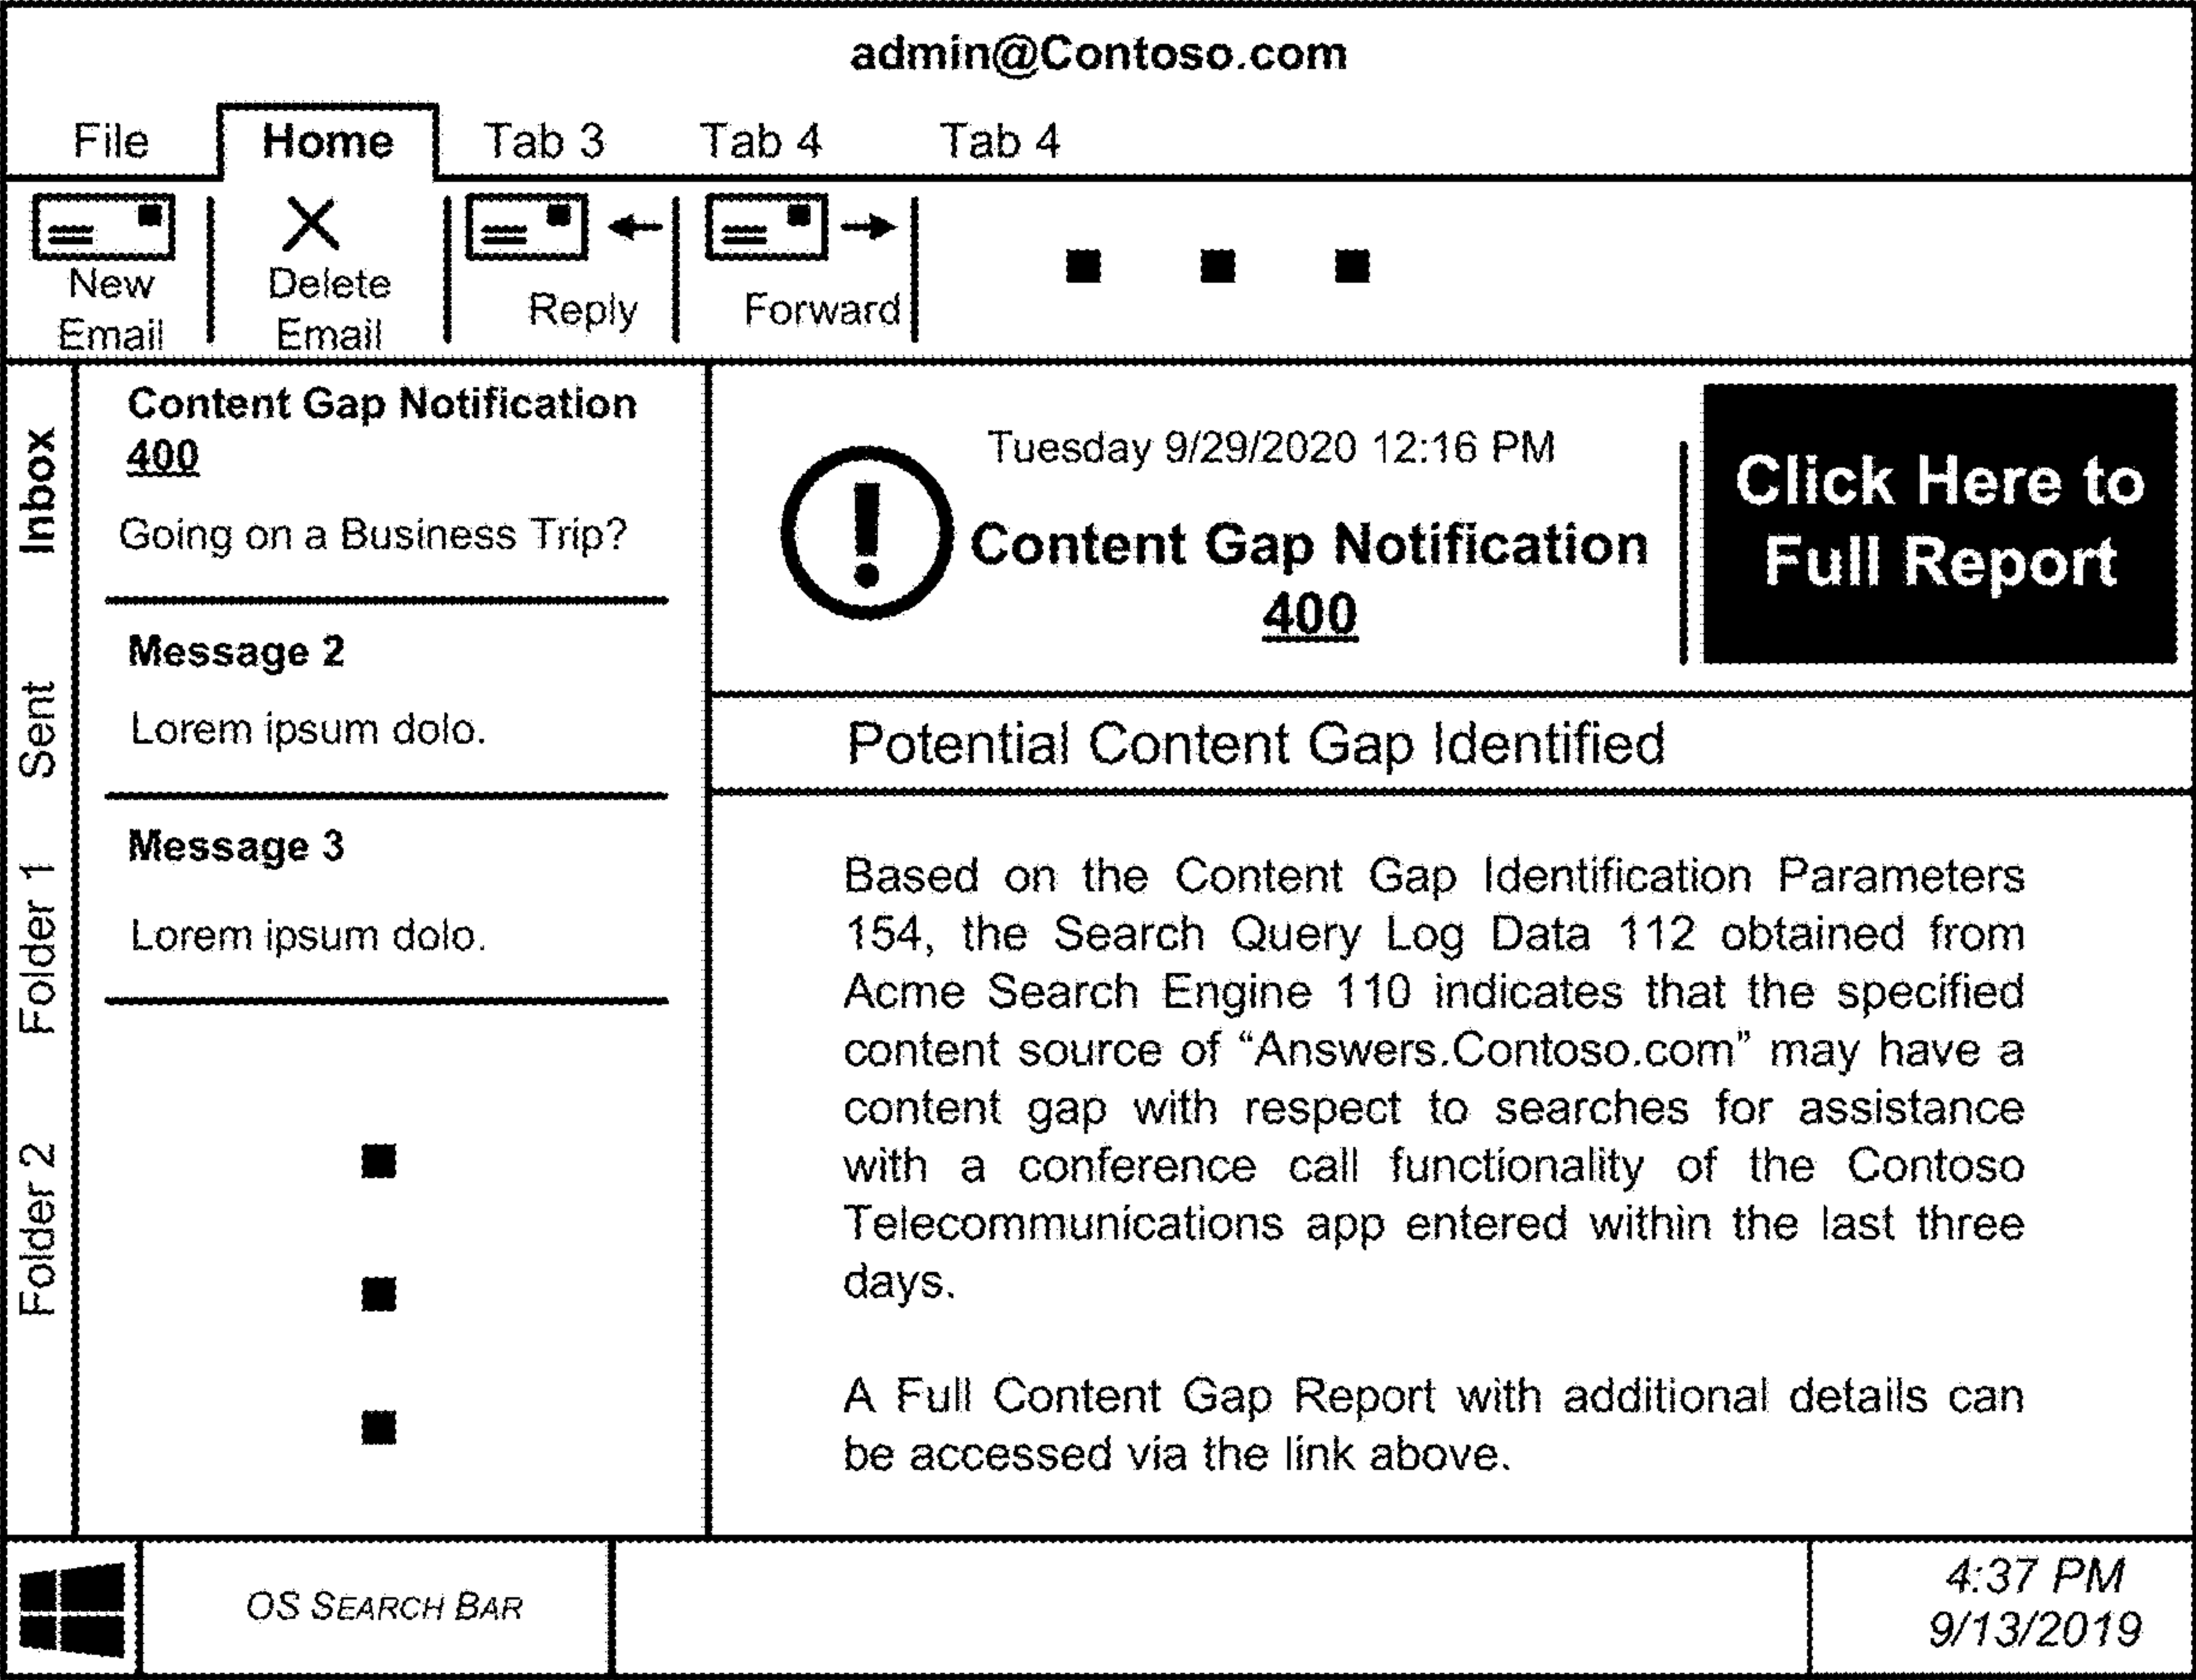 admin@Contoso.com
File
Home
Tab 3
Tab 4
Tab 4
New
Email
Delete
Email
Reply
Forward
Inbox
Sent
Folder 1
Folder 2
Content Gap Notification
400
Going on a Business Trip?
Message 2
Lorem ipsum dolo.
Message 3
Lorem ipsum dolo.
Tuesday 9/29/2020 12:16 PM
Content Gap Notification
400
Click Here to
Full Report
Potential Content Gap Identified
Based on the Content Gap Identification Parameters
154, the Search Query Log Data 112 obtained from
Acme Search Engine 110 indicates that the specified
content source of “Answers.Contoso.com” may have a
content gap with respect to searches for assistance
with a conference call functionality of the Contoso
Telecommunications app entered within the last three
days.
A Full Content Gap Report with additional details can
be accessed via the link above.
OS SEARCH BAR
4:37 PM
9/13/2019